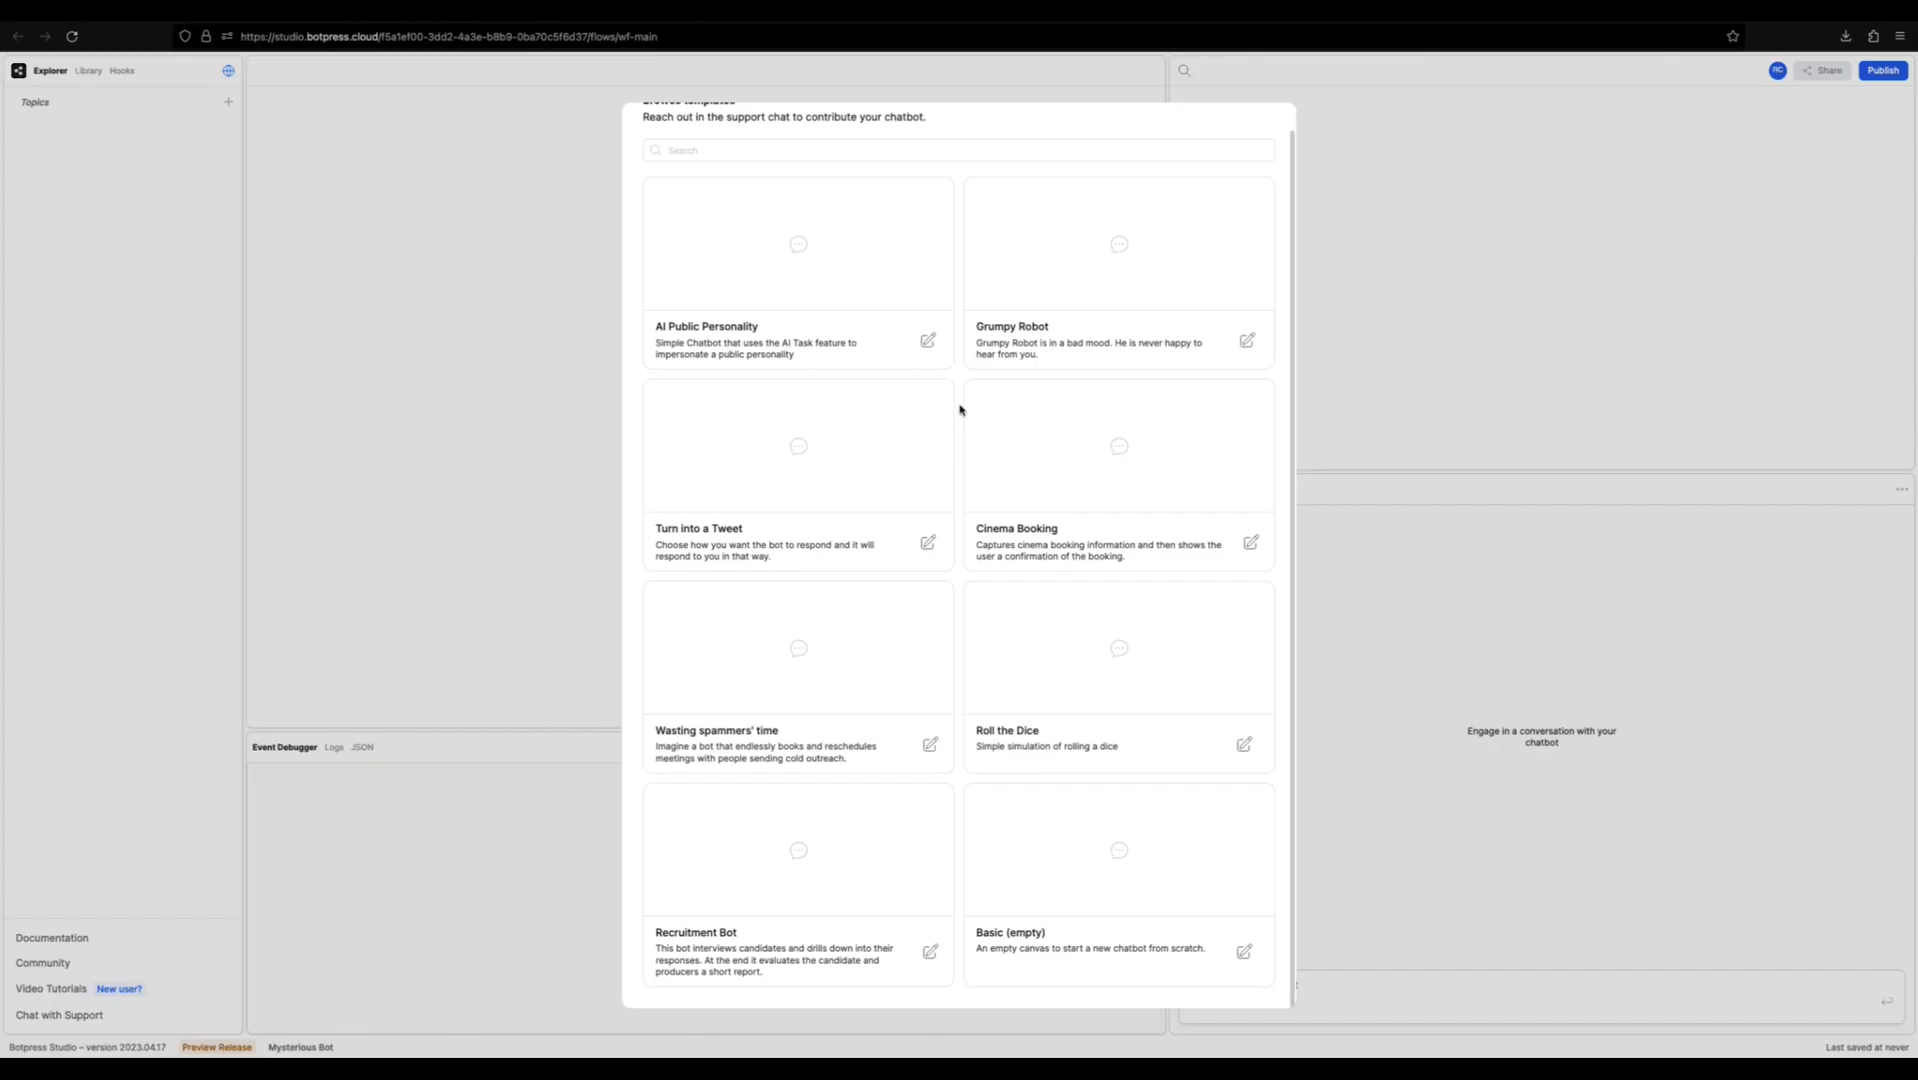 https://studio.botpress.cloud/f5a1ef00-3dd2-4a3e-b8b9-0ba70c5f6d37/flows/wf-main
Explorer Library Hooks
RC Share Publish
Topics
Browse templates
Reach out in the support chat to contribute your chatbot.
Search
AI Public Personality
Simple Chatbot that uses the AI Task feature to
impersonate a public personality
Grumpy Robot
Grumpy Robot is in a bad mood. He is never happy to
hear from you.
Turn into a Tweet
Choose how you want the bot to respond and it will
respond to you in that way.
Cinema Booking
Captures cinema booking information and then shows the
user a confirmation of the booking.
Wasting spammers' time
Imagine a bot that endlessly books and reschedules
meetings with people sending cold outreach.
Roll the Dice
Simple simulation of rolling a dice
Recruitment Bot
This bot interviews candidates and drills down into their
responses. At the end it evaluates the candidate and
producers a short report.
Basic (empty)
An empty canvas to start a new chatbot from scratch.
Event Debugger Logs JSON
Engage in a conversation with your
chatbot
Documentation
Community
Video Tutorials New user?
Chat with Support
Botpress Studio – version 2023.04.17 Preview Release Mysterious Bot
Last saved at never